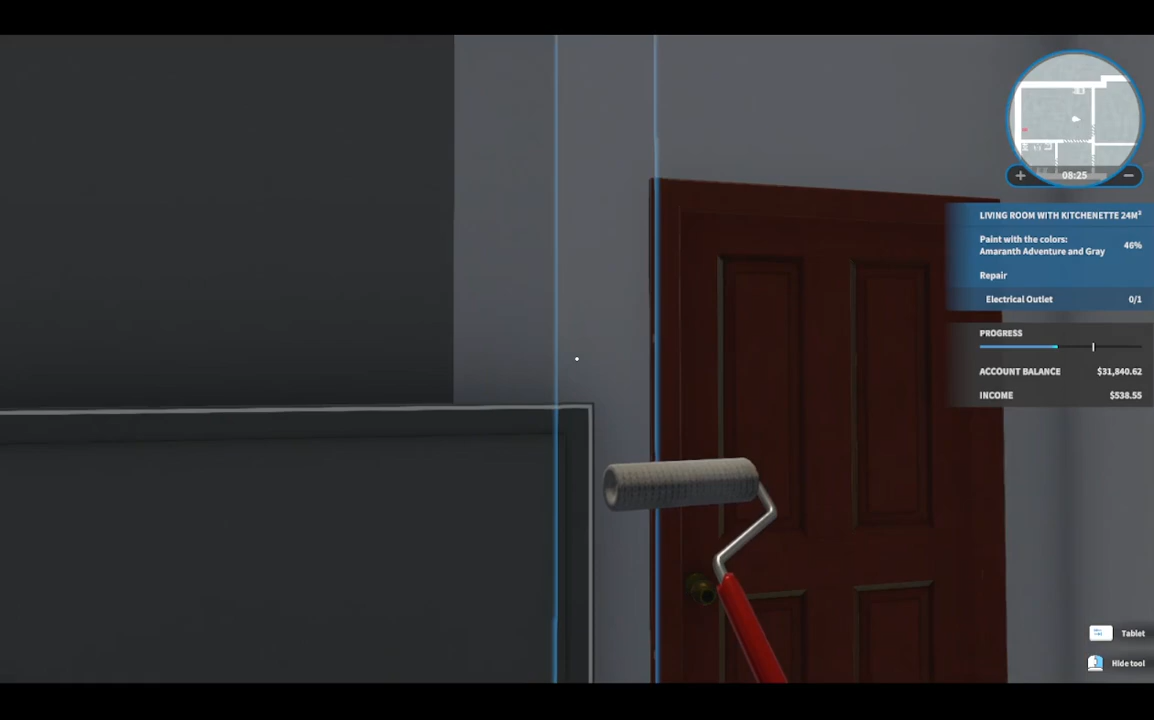 + 08:25 −
LIVING ROOM WITH KITCHENETTE 24M²
Paint with the colors:
Amaranth Adventure and Gray 46%
Repair
Electrical Outlet 0/1
PROGRESS
ACCOUNT BALANCE $31,840.62
INCOME $538.55
Tablet
Hide tool